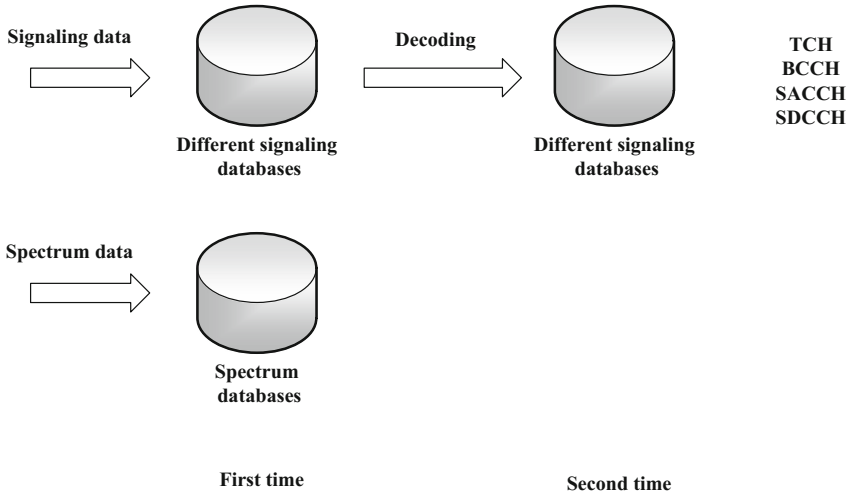 Signaling data
Decoding
TCH
BCCH
SACCH
SDCCH
Different signaling
databases
Different signaling
databases
Spectrum data
Spectrum
databases
First time
Second time